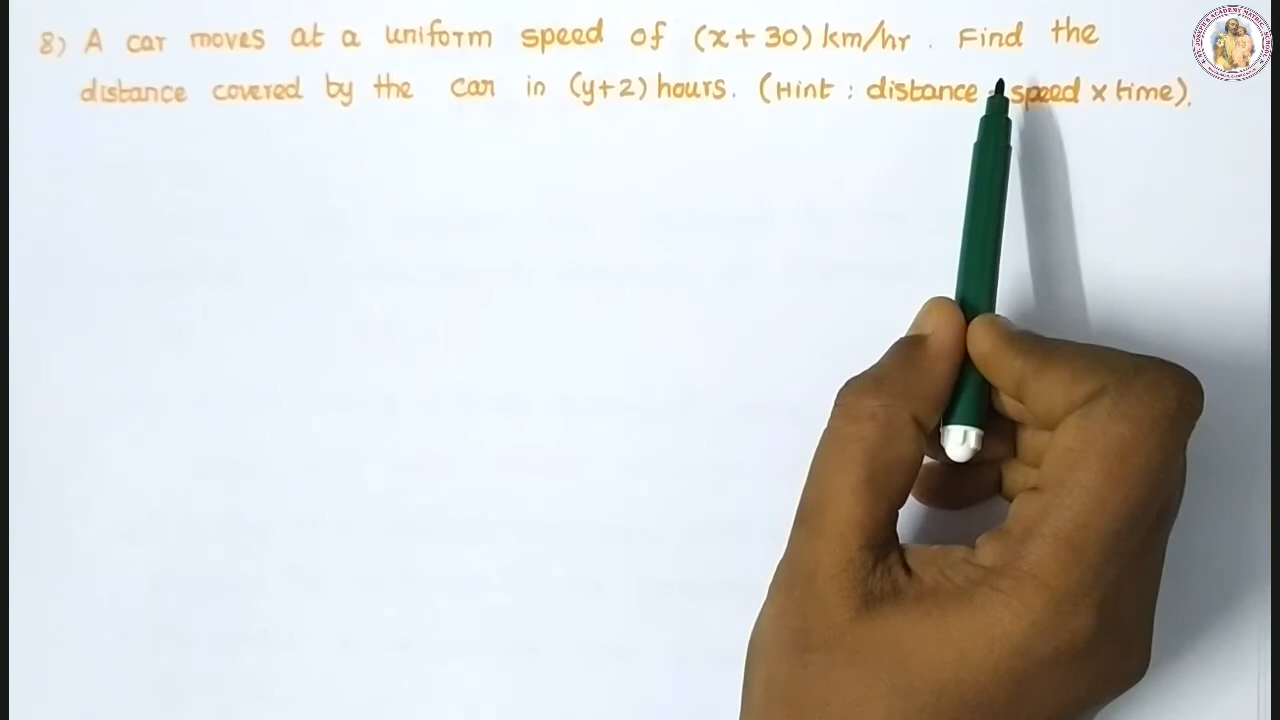 8) A car moves at a uniform speed of (x + 30) km/hr. Find the
distance covered by the car in (y+2) hours. (Hint : distance speed x time).